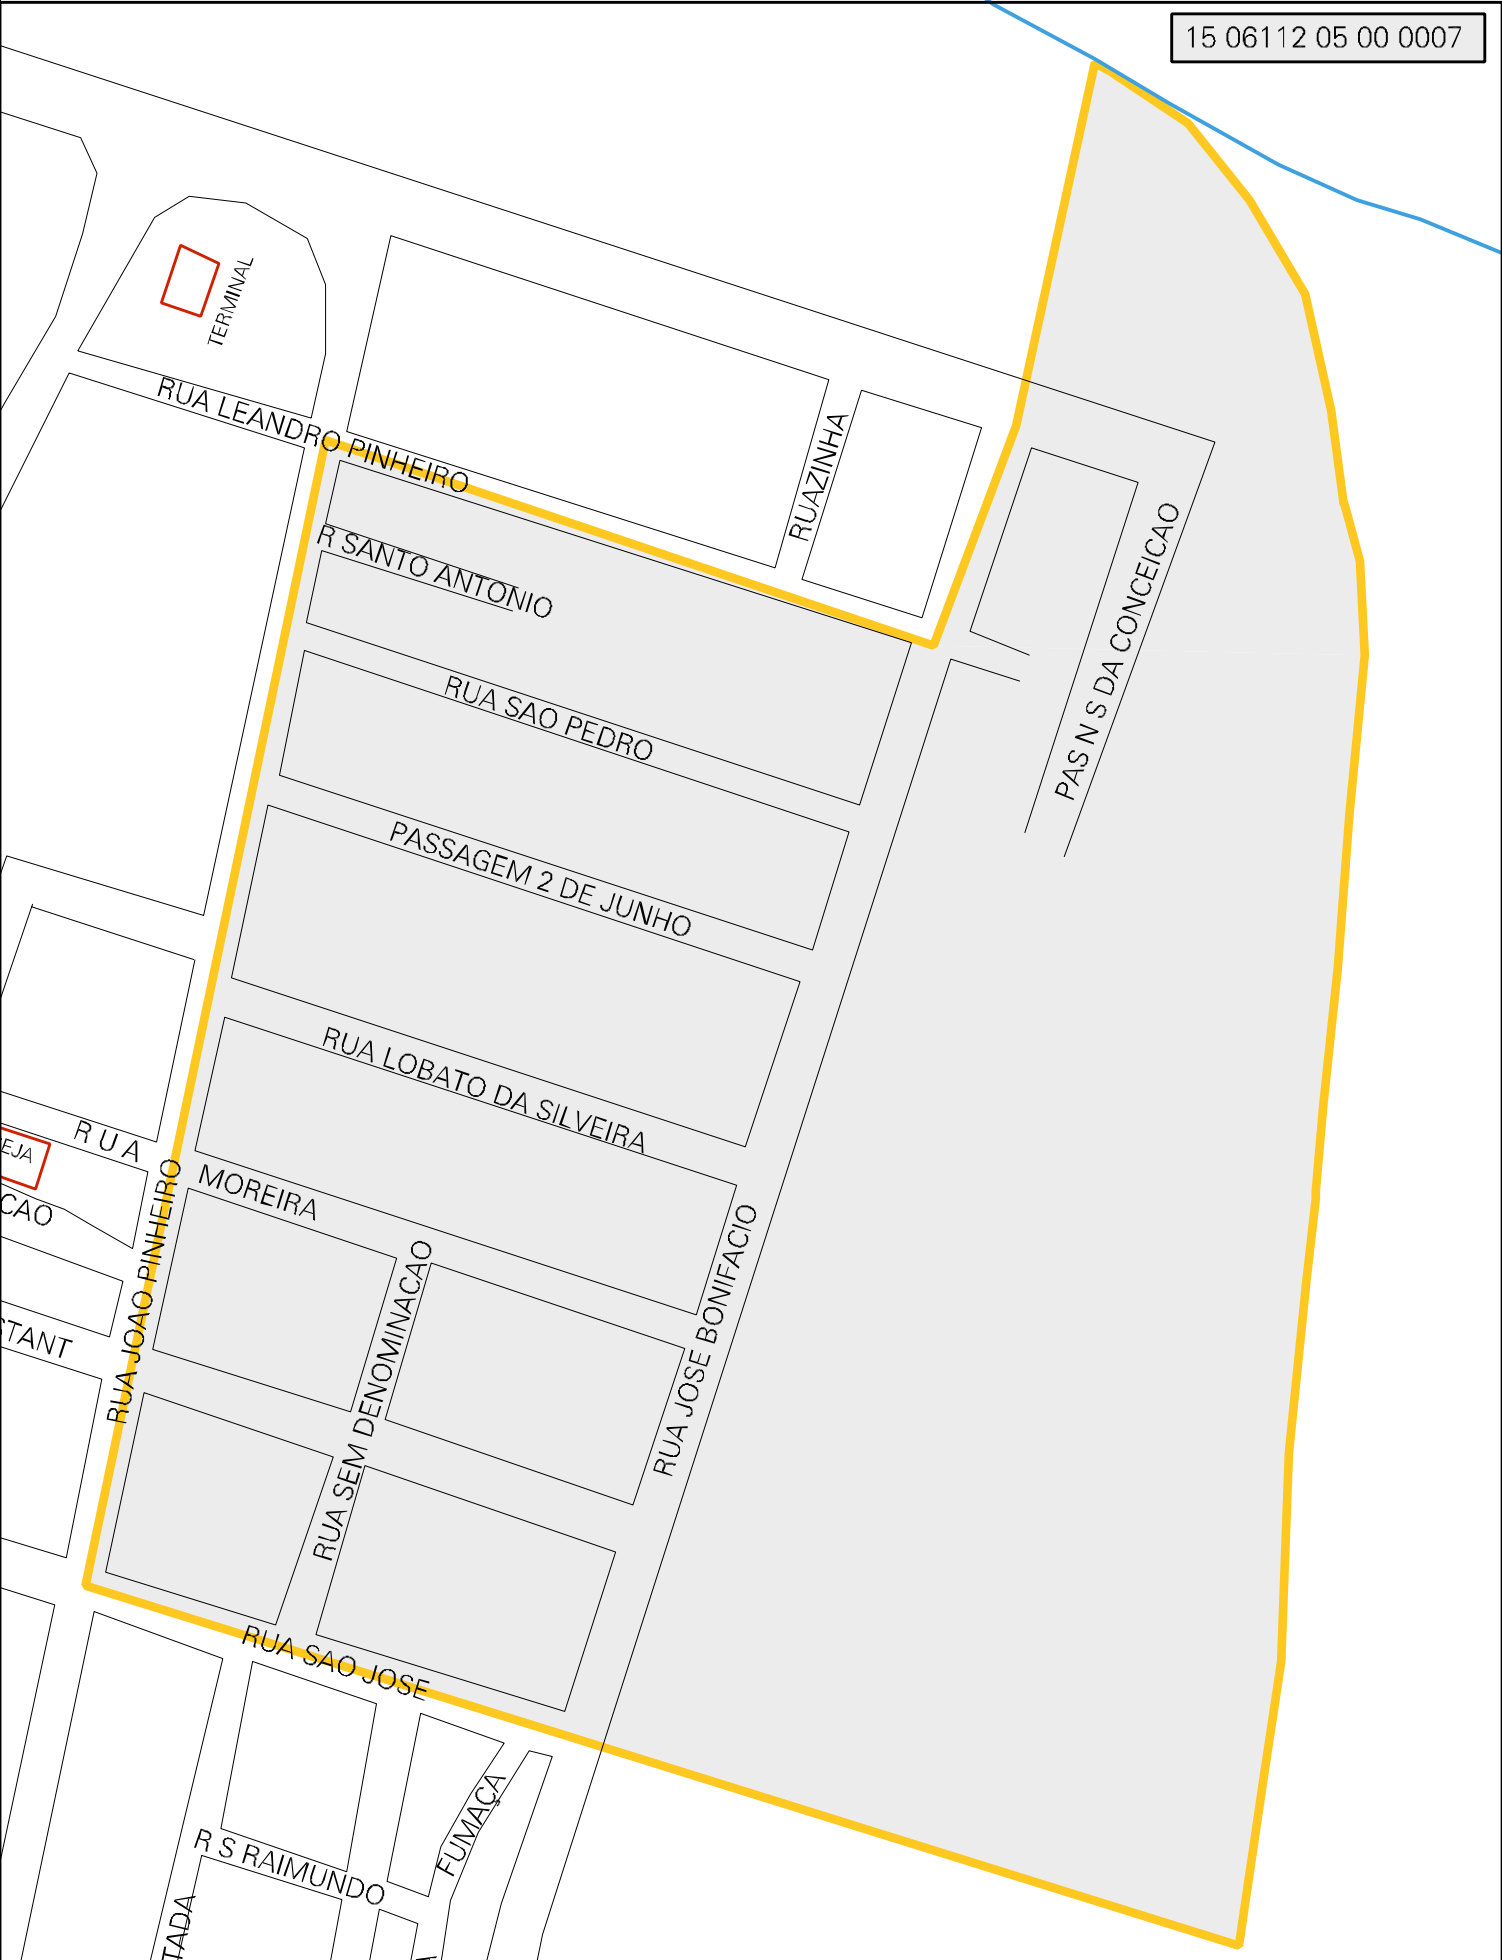 15 06112 05 00 0007
TERMINAL
RUA LEANDRO PINHEIRO
RUAZINHA
R SANTO ANTONIO
PAS N S DA CONCEICAO
RUA SAO PEDRO
PASSAGEM 2 DE JUNHO
RUA LOBATO DA SILVEIRA
RUA
EJA
MOREIRA
CAO
RUA JOAO PINHEIRO
RUA SEM DENOMINACAO
RUA JOSE BONIFACIO
STANT
RUA SAO JOSE
FUMAÇA
R S RAIMUNDO
TADA